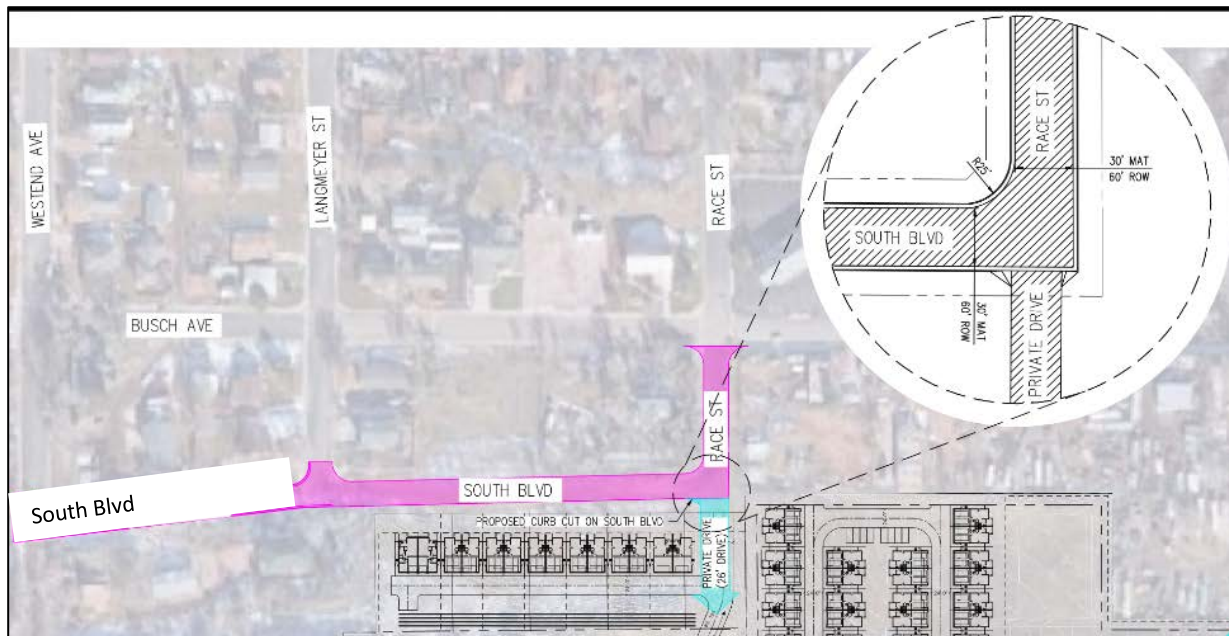 WESTEND AVE
LANGMEYER ST
RACE ST
BUSCH AVE
RACE ST
SOUTH BLVD
South Blvd
PROPOSED CURB CUT ON SOUTH BLVD
PRIVATE DRIVE
(26' DRIVE)
RACE ST
R25'
30' MAT
60' ROW
SOUTH BLVD
30' MAT
60' ROW
PRIVATE DRIVE